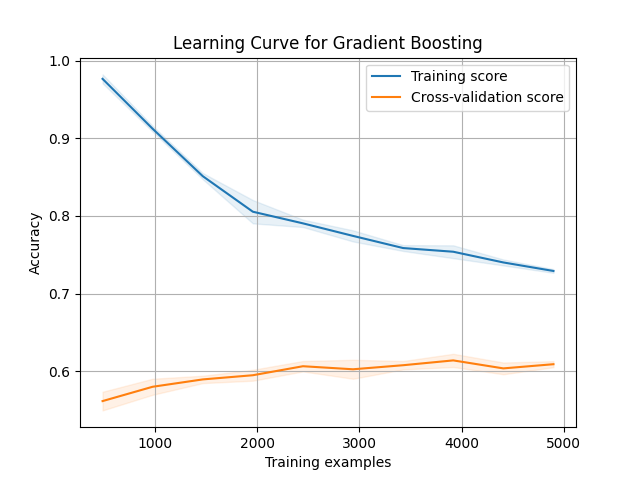 Learning Curve for Gradient Boosting
1.0
0.9
0.8
0.7
0.6
Accuracy
Training score
Cross-validation score
1000 2000 3000 4000 5000
Training examples